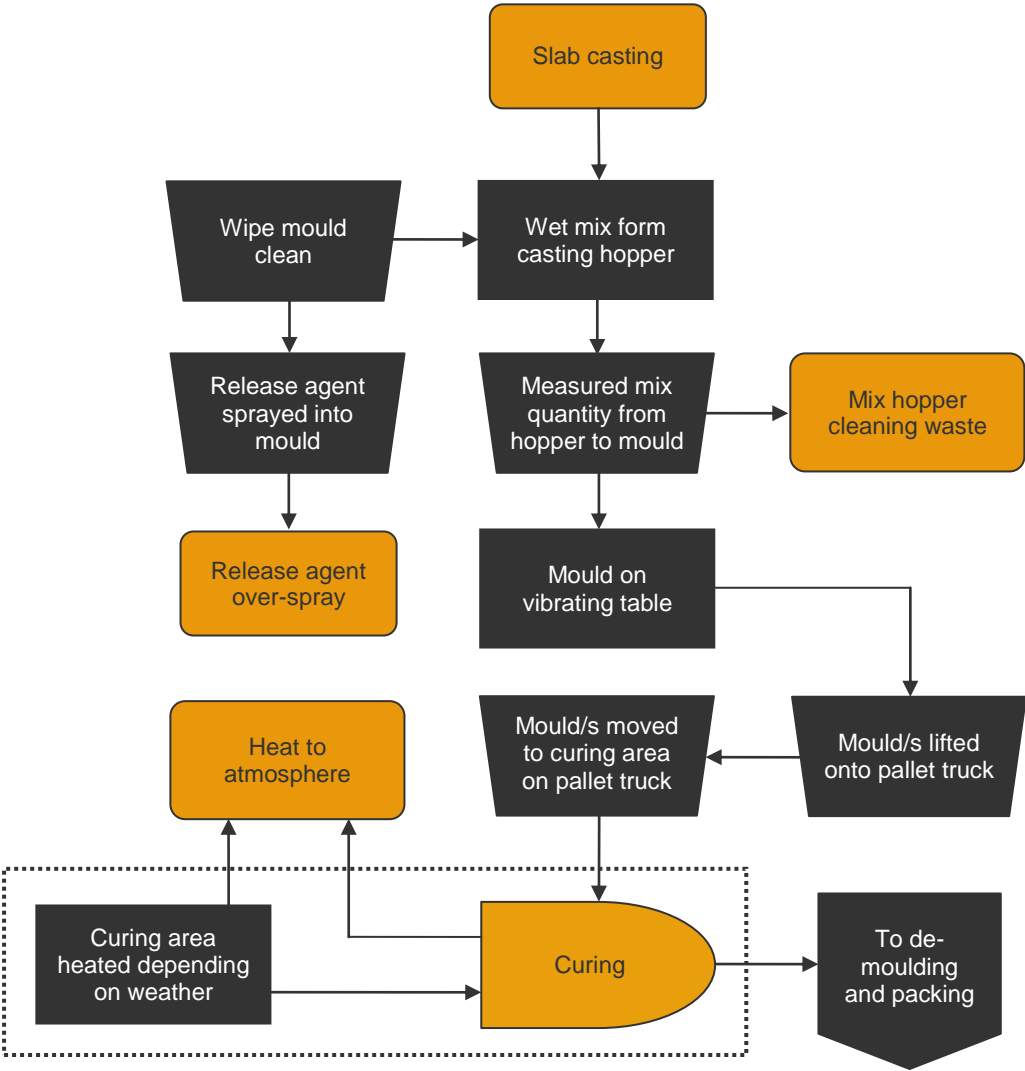 Slab casting
Wipe mould
clean
Wet mix form
casting hopper
Release agent
sprayed into
mould
Measured mix
quantity from
hopper to mould
Mix hopper
cleaning waste
Release agent
over-spray
Mould on
vibrating table
Heat to
atmosphere
Mould/s moved
to curing area
on pallet truck
Mould/s lifted
onto pallet truck
Curing area
heated depending
on weather
Curing
To de-
moulding
and packing